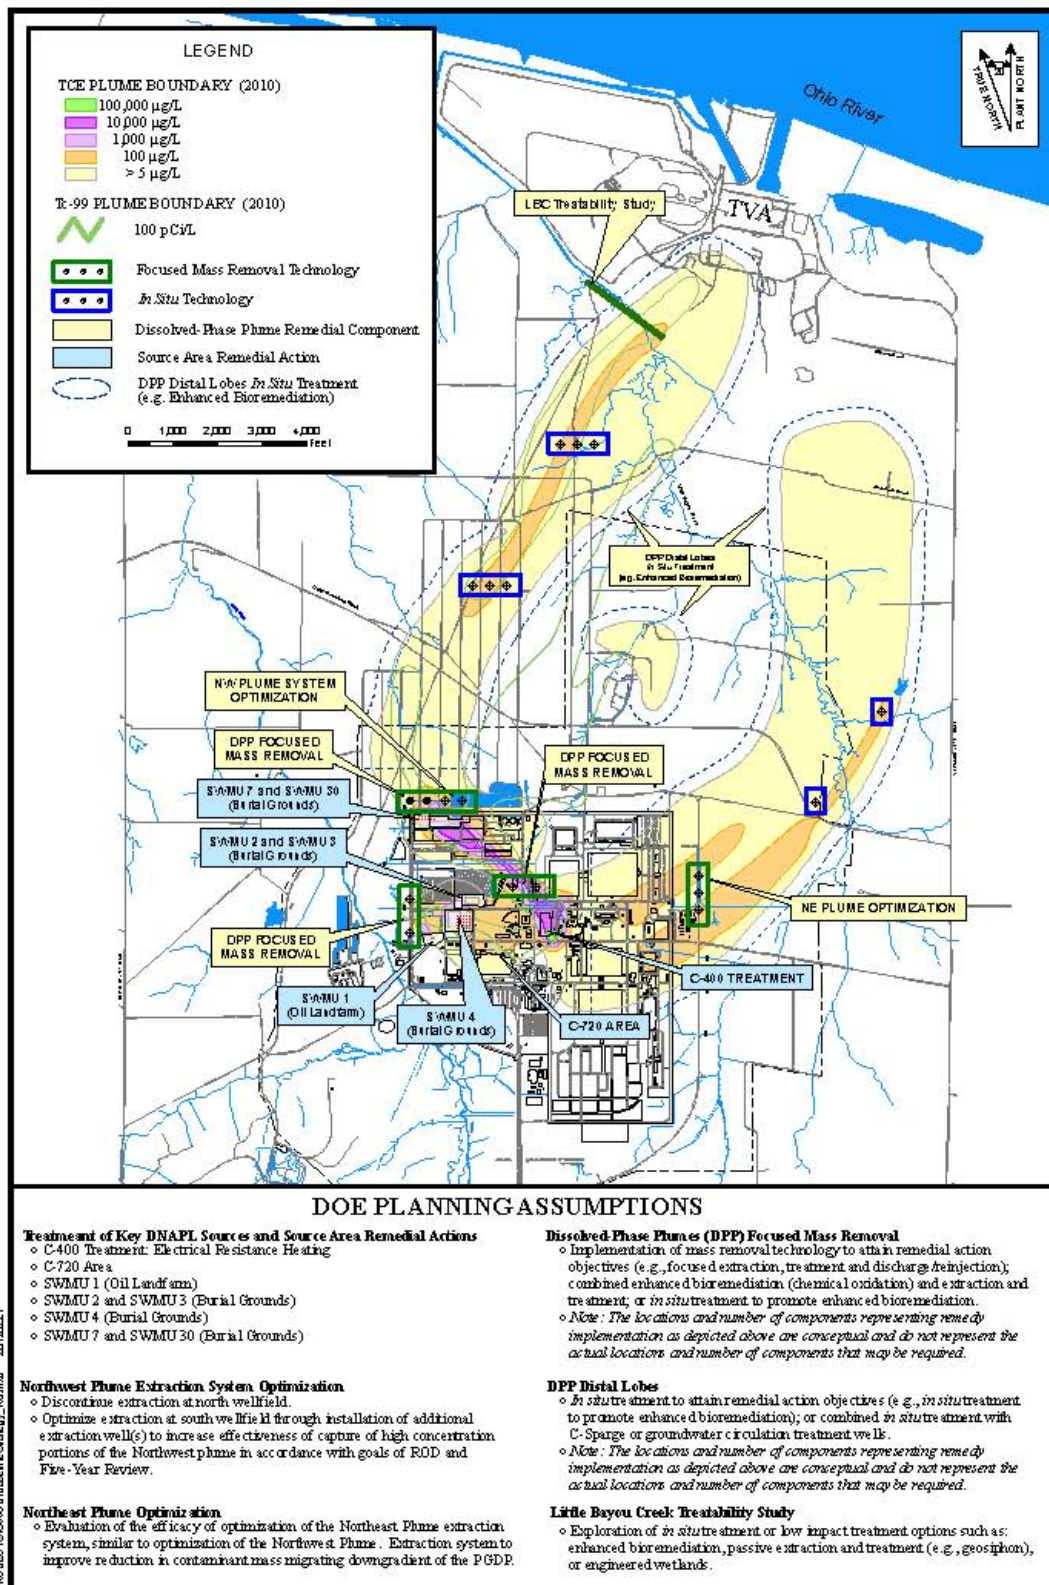 LEGEND
TCE PLUME BOUNDARY (2010)
100,000 µg/L
10,000 µg/L
1,000 µg/L
100 µg/L
> 5 µg/L
Tc-99 PLUME BOUNDARY (2010)
100 pCi/L
Focused Mass Removal Technology
In Situ Technology
Dissolved-Phase Plume Remedial Component
Source Area Remedial Action
DPP Distal Lobes In Situ Treatment
(e.g. Enhanced Bioremediation)
0 1,000 2,000 3,000 4,000
Feet
TRUE NORTH
PLANT NORTH
Ohio River
LBC Treatability Study
TVA
DPP Distal Lobes
In Situ Treatment
(eg. Enhanced Bioremediation)
NW PLUME SYSTEM
OPTIMIZATION
DPP FOCUSED
MASS REMOVAL
DPP FOCUSED
MASS REMOVAL
SWMU 7 and SWMU 30
(Burial Grounds)
SWMU 2 and SWMU 3
(Burial Grounds)
NE PLUME OPTIMIZATION
DPP FOCUSED
MASS REMOVAL
C-400 TREATMENT
SWMU 1
(Oil Landfarm)
SWMU 4
(Burial Grounds)
C-720 AREA
DOE PLANNING ASSUMPTIONS
Treatmeant of Key DNAPL Sources and Source Area Remedial Actions
o C-400 Treatment: Electrical Resistance Heating
o C-720 Area
o SWMU 1 (Oil Landfarm)
o SWMU 2 and SWMU 3 (Burial Grounds)
o SWMU 4 (Burial Grounds)
o SWMU 7 and SWMU 30 (Burial Grounds)
Northwest Plume Extraction System Optimization
o Discontinue extraction at north wellfield.
o Optimize extraction at south wellfield through installation of additional
extraction well(s) to increase effectiveness of capture of high concentration
portions of the Northwest plume in accordance with goals of ROD and
Five-Year Review.
Northeast Plume Optimization
o Evaluation of the efficacy of optimization of the Northeast Plume extraction
system, similar to optimization of the Northwest Plume. Extraction system to
improve reduction in contaminant mass migrating downgradient of the PGDP.
Dissolved-Phase Plumes (DPP) Focused Mass Removal
o Implementation of mass removal technology to attain remedial action
objectives (e.g., focused extraction, treatment and discharge/reinjection);
combined enhanced bioremediation (chemical oxidation) and extraction and
treatment; or in situ treatment to promote enhanced bioremediation.
o Note: The locations and number of components representing remedy
implementation as depicted above are conceptual and do not represent the
actual locations and number of components that may be required.
DPP Distal Lobes
o In situ treatment to attain remedial action objectives (e.g., in situ treatment
to promote enhanced bioremediation); or combined in situ treatment with
C-Sparge or groundwater circulation treatment wells.
o Note: The locations and number of components representing remedy
implementation as depicted above are conceptual and do not represent the
actual locations and number of components that may be required.
Little Bayou Creek Treatability Study
o Exploration of in situ treatment or low impact treatment options such as:
enhanced bioremediation, passive extraction and treatment (e.g., geosiphon),
or engineered wetlands.